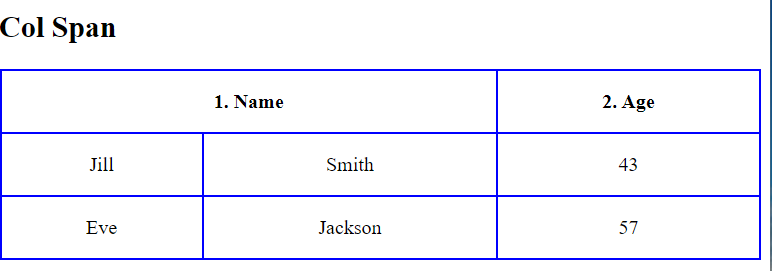 Col Span
1. Name 2. Age
Jill Smith 43
Eve Jackson 57